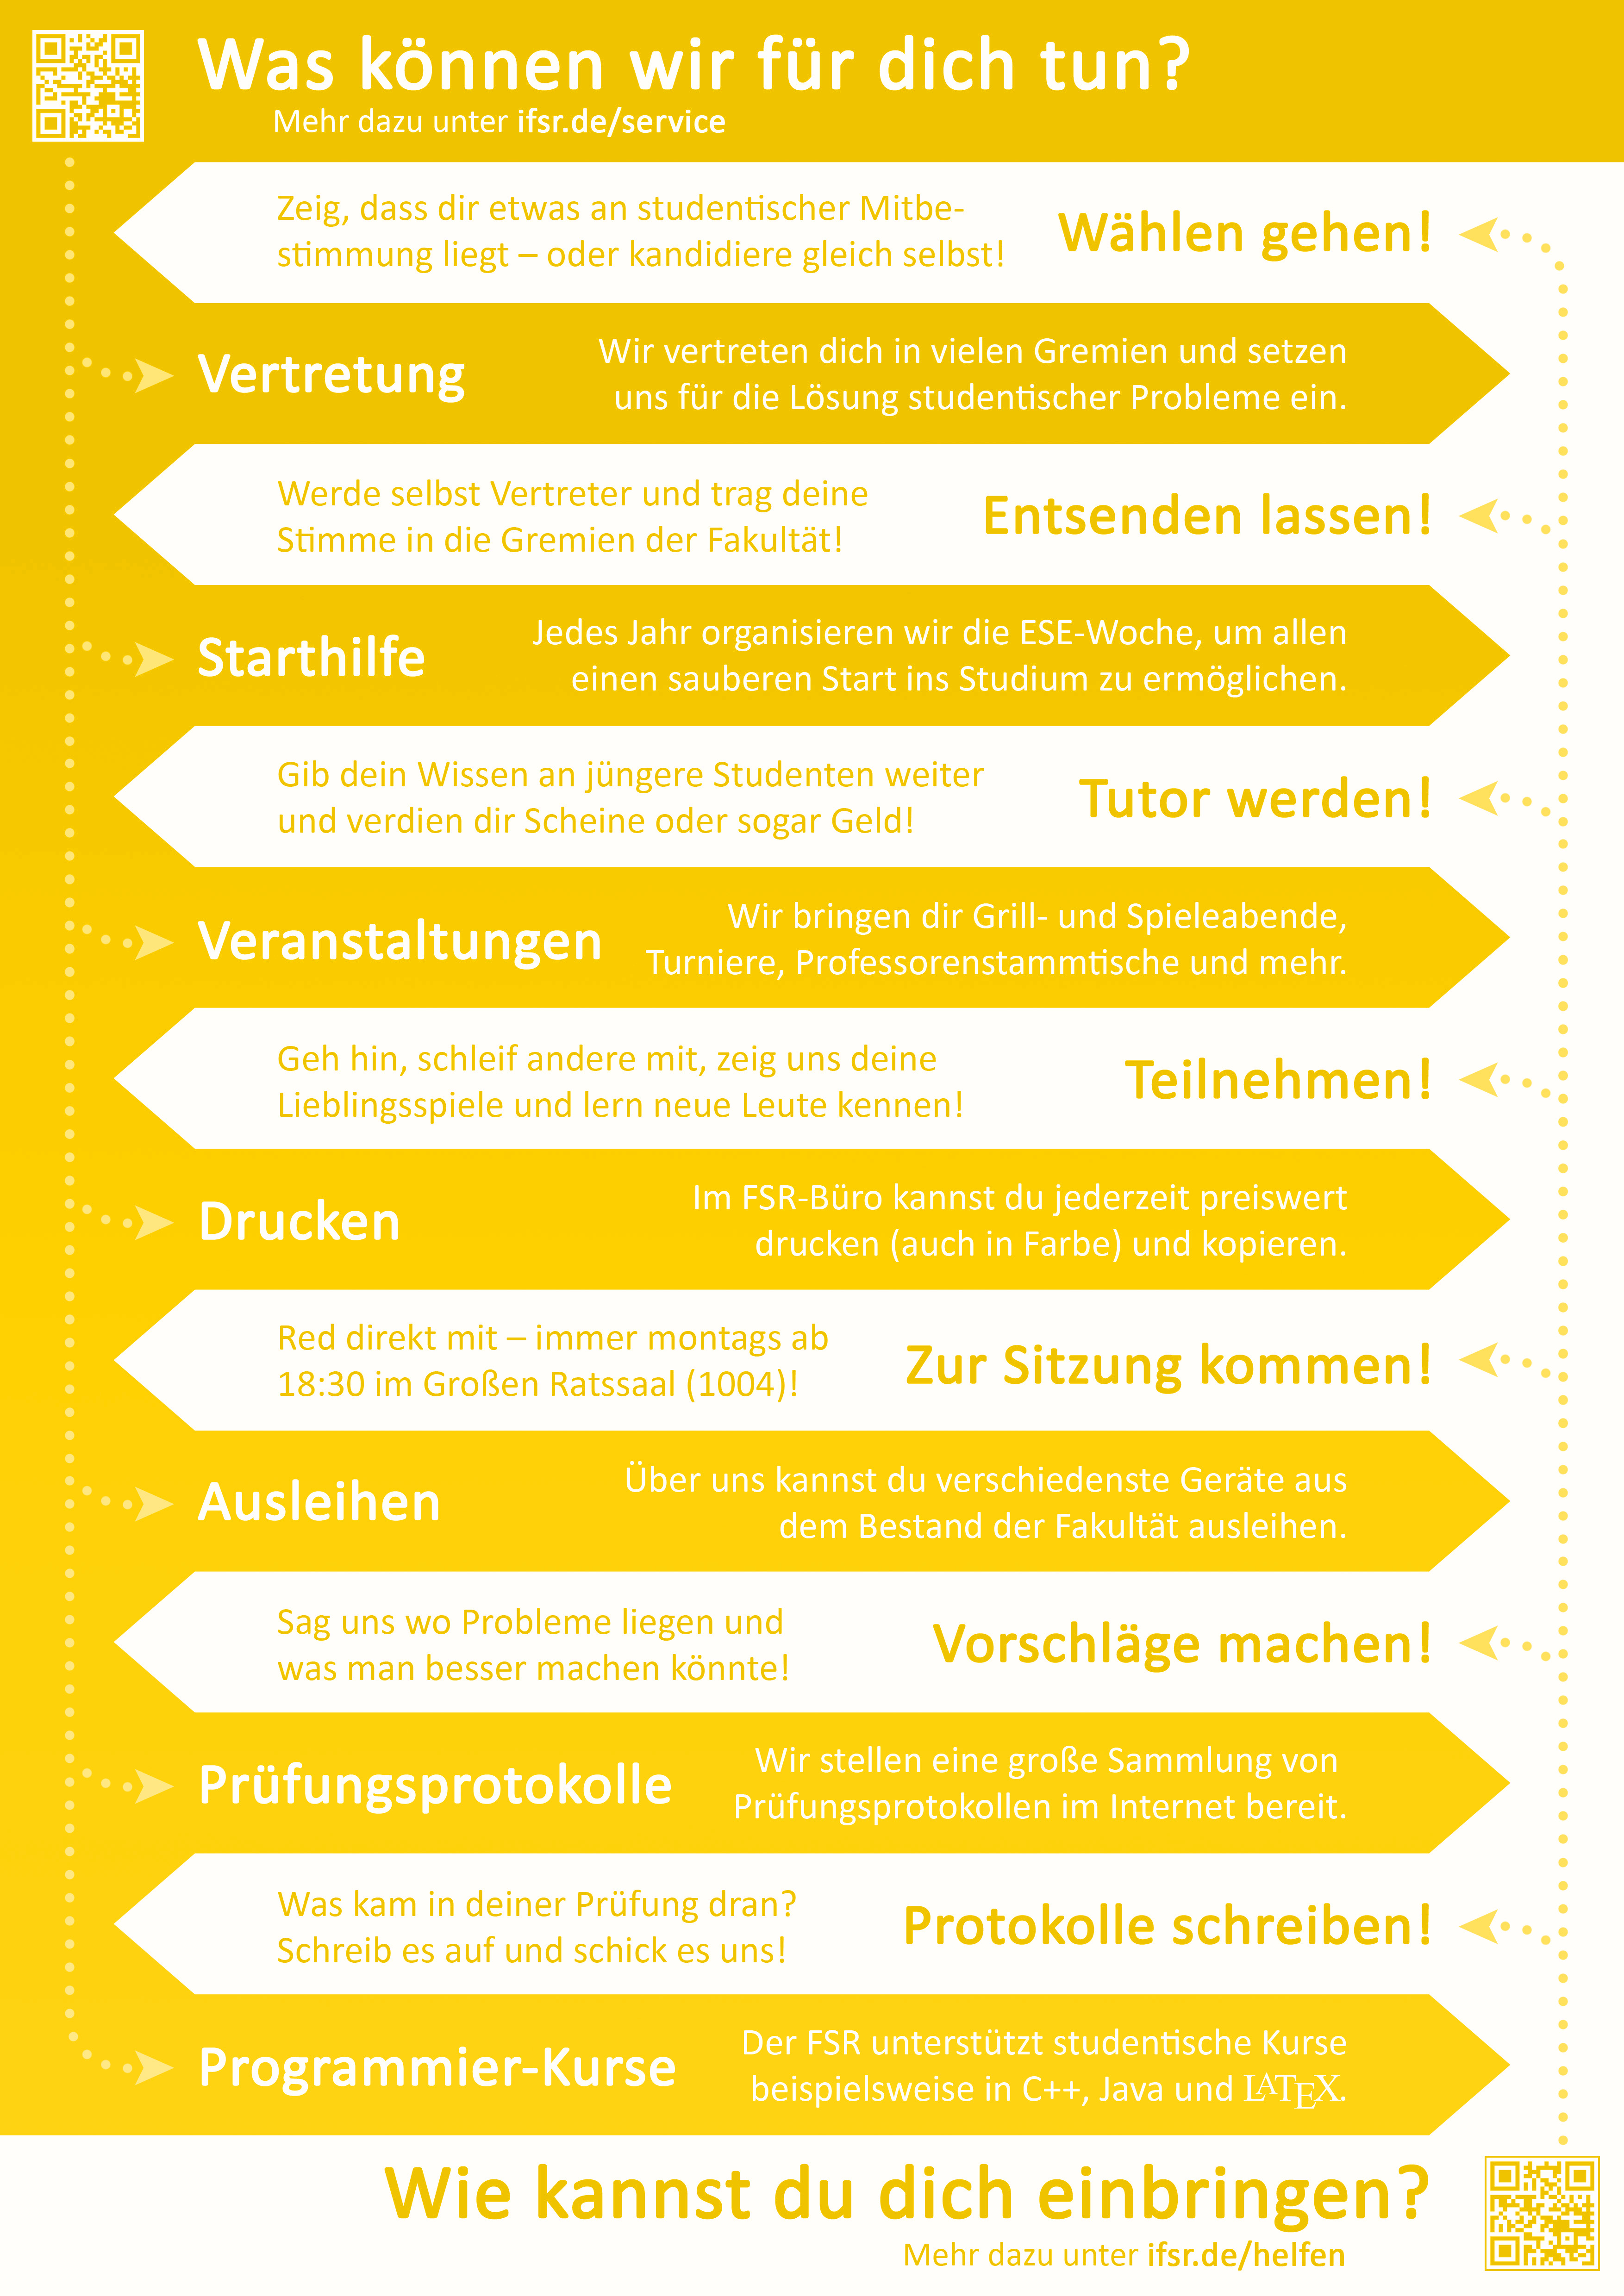 Was können wir für dich tun?
Mehr dazu unter ifsr.de/service
Zeig, dass dir etwas an studentischer Mitbe-
stimmung liegt – oder kandidiere gleich selbst!
Wählen gehen!
Vertretung
Wir vertreten dich in vielen Gremien und setzen
uns für die Lösung studentischer Probleme ein.
Werde selbst Vertreter und trag deine
Stimme in die Gremien der Fakultät!
Entsenden lassen!
Starthilfe
Jedes Jahr organisieren wir die ESE-Woche, um allen
einen sauberen Start ins Studium zu ermöglichen.
Gib dein Wissen an jüngere Studenten weiter
und verdien dir Scheine oder sogar Geld!
Tutor werden!
Veranstaltungen
Wir bringen dir Grill- und Spieleabende,
Turniere, Professorenstammtische und mehr.
Geh hin, schleif andere mit, zeig uns deine
Lieblingsspiele und lern neue Leute kennen!
Teilnehmen!
Drucken
Im FSR-Büro kannst du jederzeit preiswert
drucken (auch in Farbe) und kopieren.
Red direkt mit – immer montags ab
18:30 im Großen Ratssaal (1004)!
Zur Sitzung kommen!
Ausleihen
Über uns kannst du verschiedenste Geräte aus
dem Bestand der Fakultät ausleihen.
Sag uns wo Probleme liegen und
was man besser machen könnte!
Vorschläge machen!
Prüfungsprotokolle
Wir stellen eine große Sammlung von
Prüfungsprotokollen im Internet bereit.
Was kam in deiner Prüfung dran?
Schreib es auf und schick es uns!
Protokolle schreiben!
Programmier-Kurse
Der FSR unterstützt studentische Kurse
beispielsweise in C++, Java und LATEX.
Wie kannst du dich einbringen?
Mehr dazu unter ifsr.de/helfen